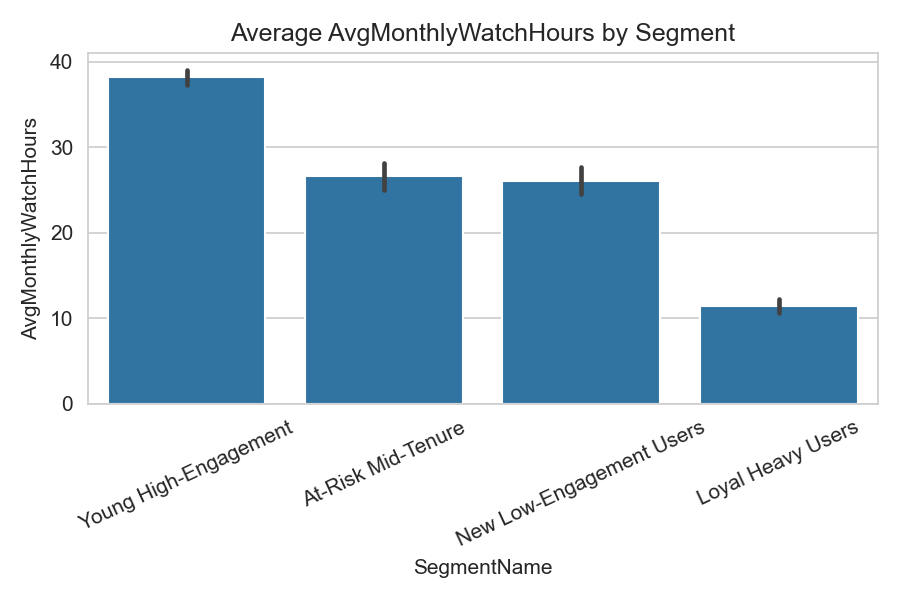 Average AvgMonthlyWatchHours by Segment
AvgMonthlyWatchHours
40
30
20
10
0
Young High-Engagement
At-Risk Mid-Tenure
New Low-Engagement Users
Loyal Heavy Users
SegmentName